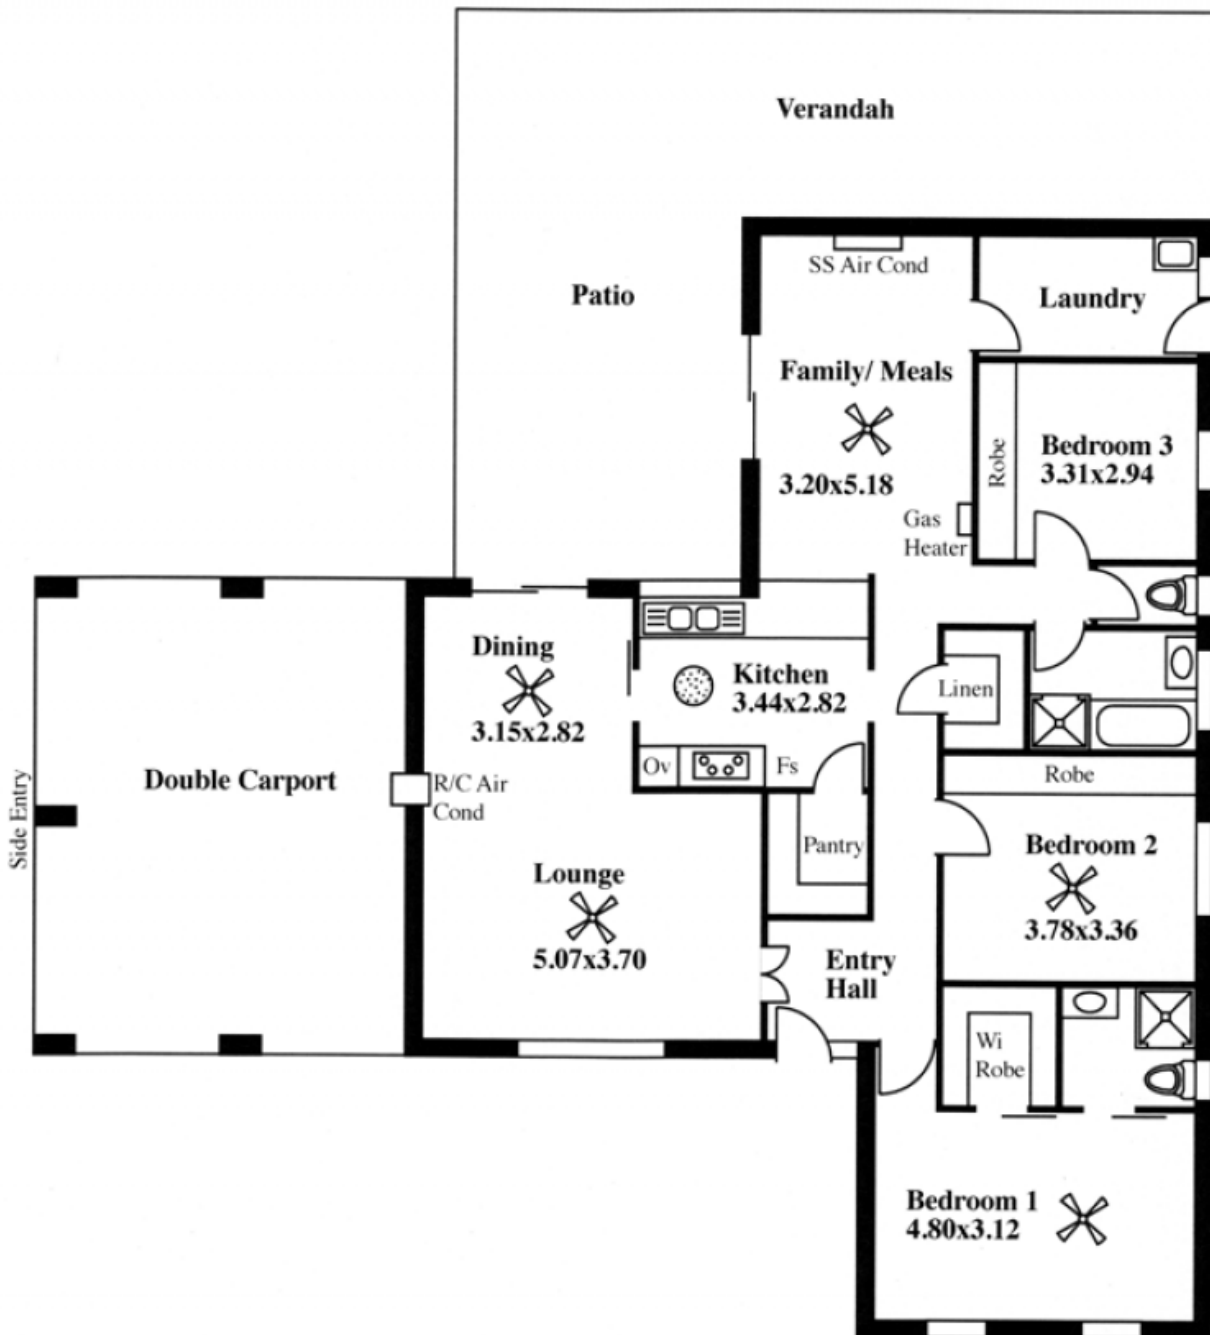 Verandah
SS Air Cond
Patio
Laundry
Family/ Meals
3.20x5.18
Robe
Bedroom 3
3.31x2.94
Gas
Heater
Dining
3.15x2.82
Kitchen
3.44x2.82
Linen
Side Entry
Double Carport
R/C Air
Cond
Ov
Fs
Robe
Pantry
Bedroom 2
3.78x3.36
Lounge
5.07x3.70
Entry
Hall
Wi
Robe
Bedroom 1
4.80x3.12